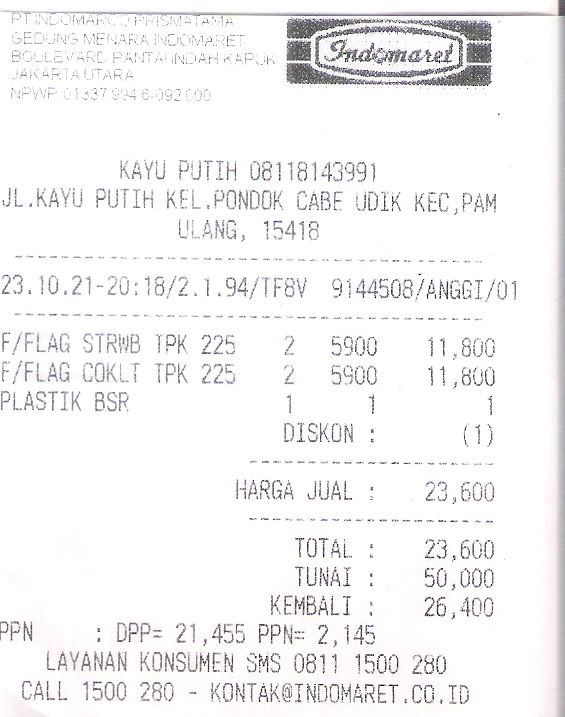 PT INDOMARCO PRISMATAMA
GEDUNG MENARA INDOMARET
BOULEVARD PANTAI INDAH KAPUK
JAKARTA UTARA
NPWP 01337 994 6-092 000
Indomaret
KAYU PUTIH 08118143991
JL.KAYU PUTIH KEL.PONDOK CABE UDIK KEC,PAM
ULANG, 15418
23.10.21-20:18/2.1.94/TF8V 9144508/ANGGI/01
F/FLAG STRWB TPK 225 2 5900 11,800
F/FLAG COKLT TPK 225 2 5900 11,800
PLASTIK BSR 1 1 1
DISKON : (1)
HARGA JUAL : 23,600
TOTAL : 23,600
TUNAI : 50,000
KEMBALI : 26,400
PPN : DPP= 21,455 PPN= 2,145
LAYANAN KONSUMEN SMS 0811 1500 280
CALL 1500 280 - KONTAK@INDOMARET.CO.ID